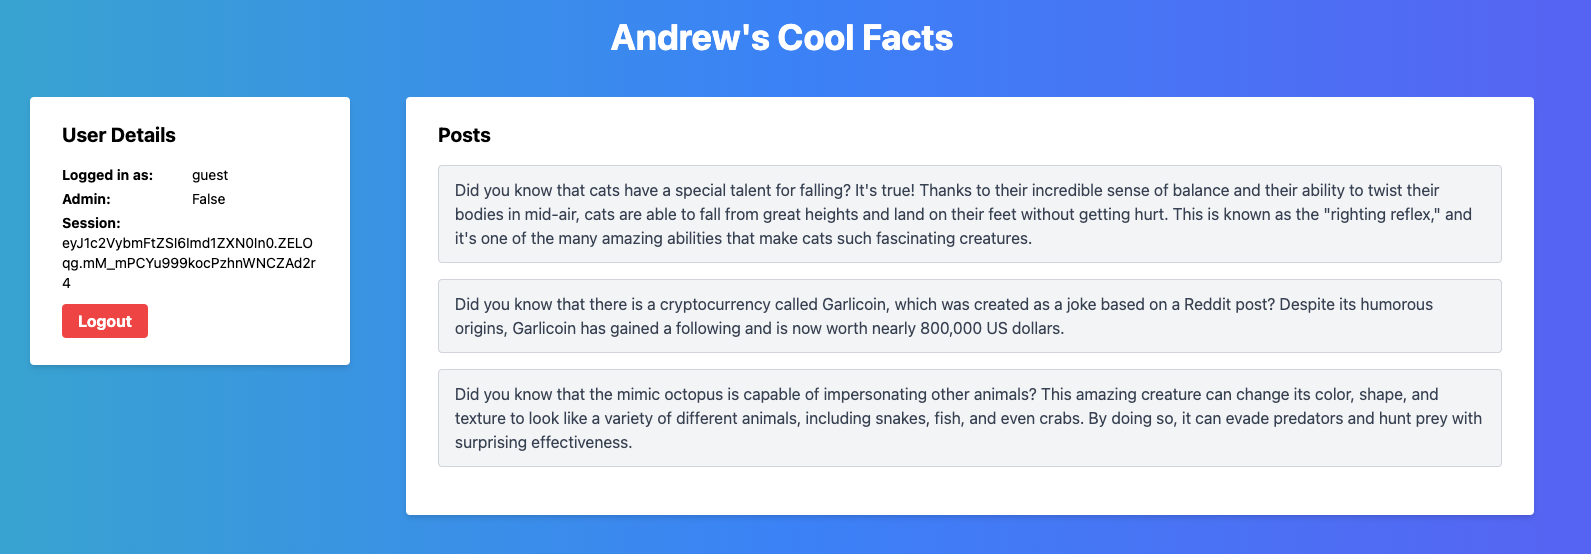 Andrew's Cool Facts
User Details
Logged in as: guest
Admin: False
Session:
eyJ1c2VybmFtZSI6Imd1ZXN0In0.ZELO
qg.mM_mPCYu999kocPzhnWNCZAd2r
4
Logout
Posts
Did you know that cats have a special talent for falling? It's true! Thanks to their incredible sense of balance and their ability to twist their
bodies in mid-air, cats are able to fall from great heights and land on their feet without getting hurt. This is known as the "righting reflex," and
it's one of the many amazing abilities that make cats such fascinating creatures.
Did you know that there is a cryptocurrency called Garlicoin, which was created as a joke based on a Reddit post? Despite its humorous
origins, Garlicoin has gained a following and is now worth nearly 800,000 US dollars.
Did you know that the mimic octopus is capable of impersonating other animals? This amazing creature can change its color, shape, and
texture to look like a variety of different animals, including snakes, fish, and even crabs. By doing so, it can evade predators and hunt prey with
surprising effectiveness.